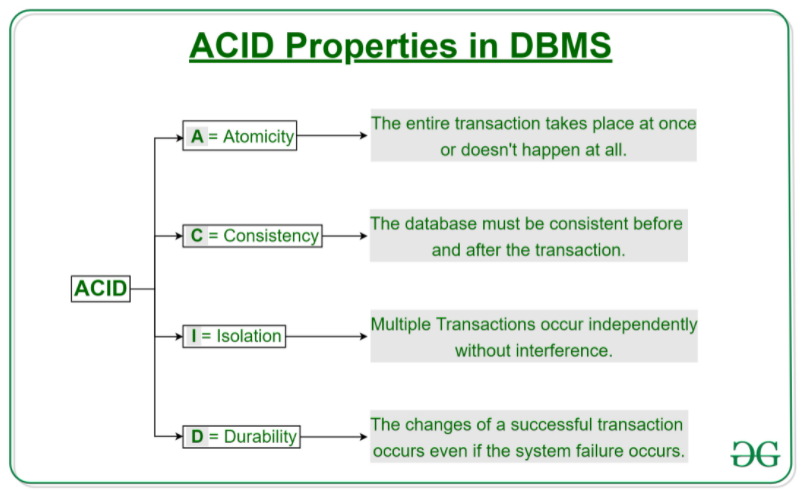 ACID Properties in DBMS
A = Atomicity
The entire transaction takes place at once
or doesn't happen at all.
C = Consistency
The database must be consistent before
and after the transaction.
ACID
I = Isolation
Multiple Transactions occur independently
without interference.
D = Durability
The changes of a successful transaction
occurs even if the system failure occurs.